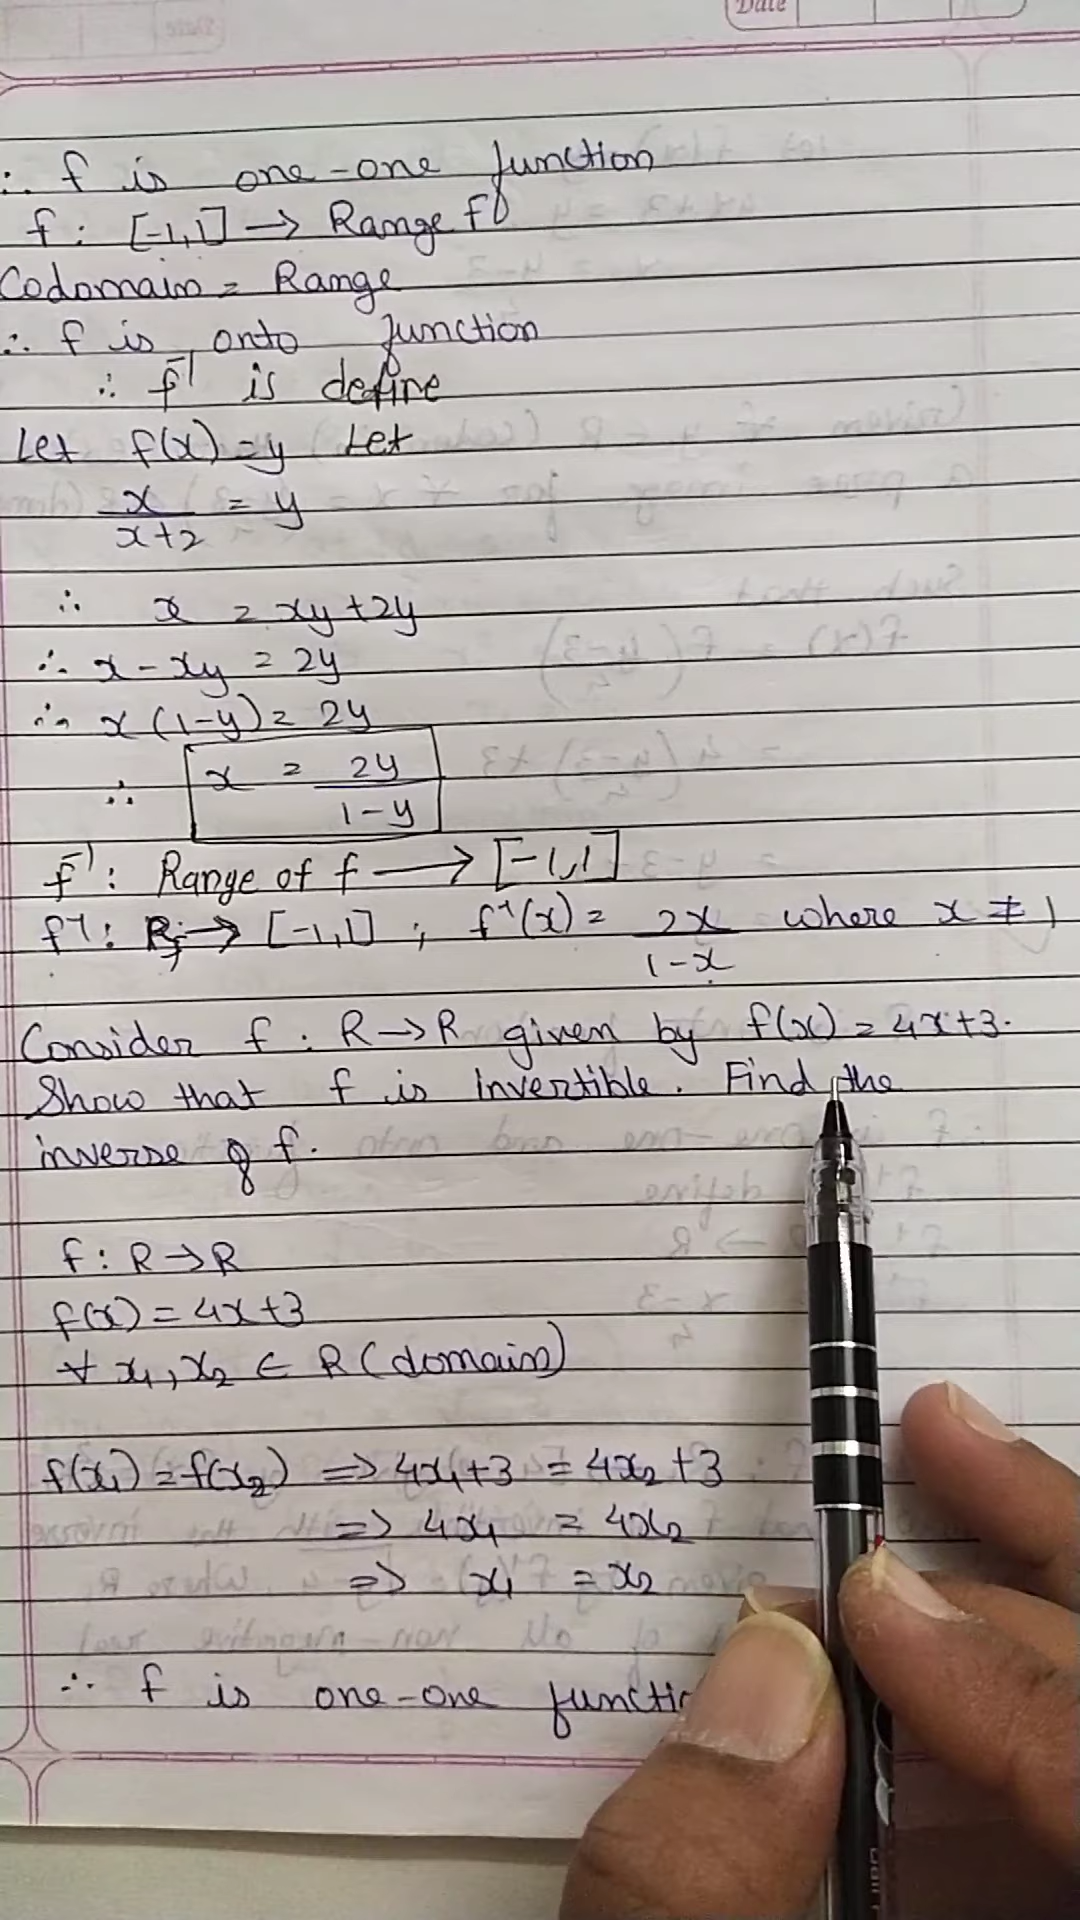 Date
∴ f is one-one function
f : [-1,1] → Range f
Codomain = Range
∴ f is onto function
∴ f⁻¹ is define
Let f(x) = y Let
x/(x+2) = y
∴ x = xy + 2y
∴ x - xy = 2y
∴ x (1-y) = 2y
∴ x = 2y/(1-y)
f⁻¹ : Range of f → [-1,1]
f⁻¹ : Rf → [-1,1] ; f⁻¹(x) = 2x/(1-x) where x ≠ 1
Consider f : R → R given by f(x) = 4x+3.
Show that f is invertible. Find the
inverse of f.
f : R → R
f(x) = 4x+3
∀ x₁, x₂ ∈ R (domain)
f(x₁) = f(x₂) ⇒ 4x₁+3 = 4x₂+3
⇒ 4x₁ = 4x₂
⇒ x₁ = x₂
∴ f is one-one functi